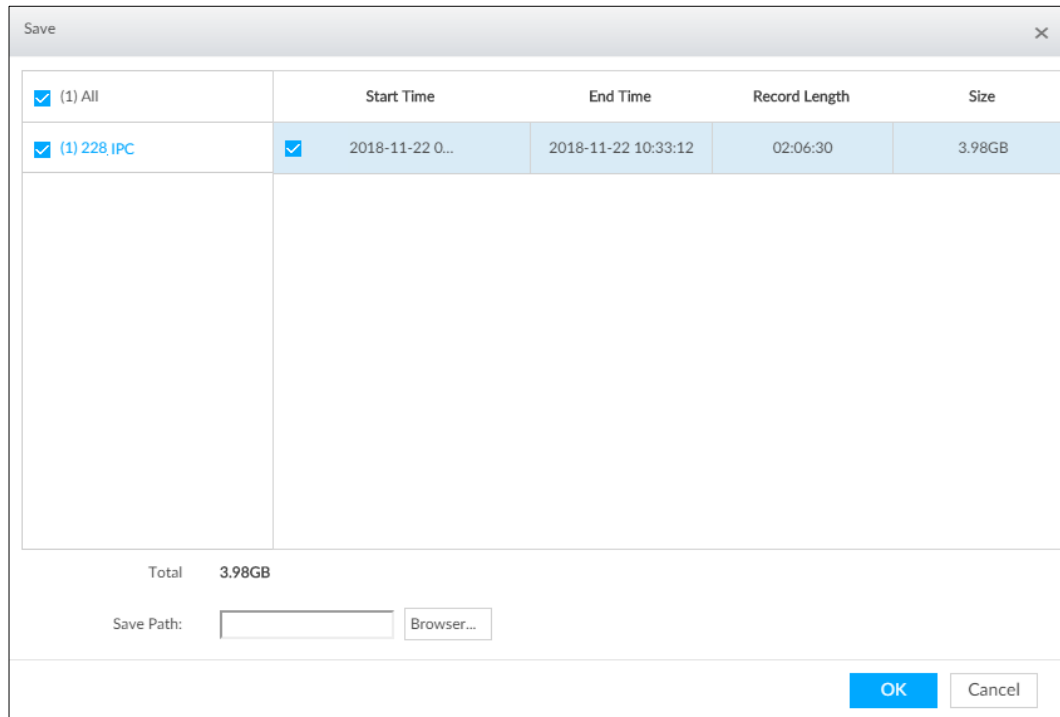 Save
(1) All Start Time End Time Record Length Size
(1) 228 IPC 2018-11-22 0... 2018-11-22 10:33:12 02:06:30 3.98GB
Total 3.98GB
Save Path: Browser...
OK Cancel